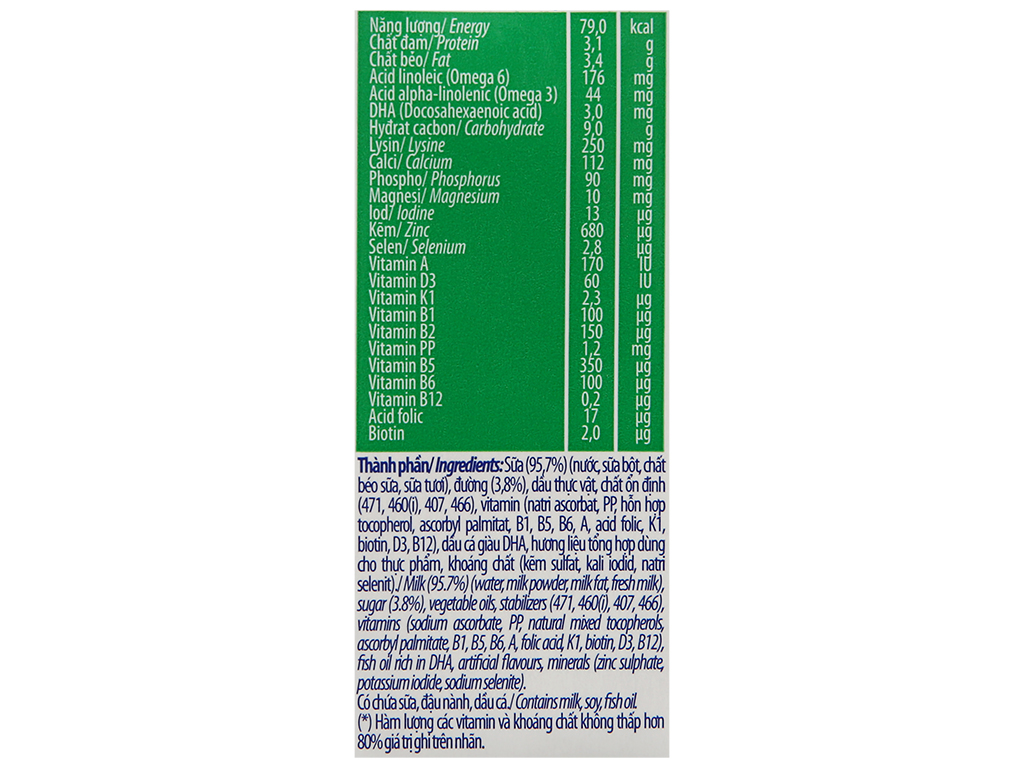 Năng lượng/ Energy 79,0 kcal
Chất đạm/ Protein 3,1 g
Chất béo/ Fat 3,4 g
Acid linoleic (Omega 6) 176 mg
Acid alpha-linolenic (Omega 3) 44 mg
DHA (Docosahexaenoic acid) 3,0 mg
Hyđrat cacbon/ Carbohydrate 9,0 g
Lysin/ Lysine 250 mg
Calci/ Calcium 112 mg
Phospho/ Phosphorus 90 mg
Magnesi/ Magnesium 10 mg
Iod/ Iodine 13 µg
Kẽm/ Zinc 680 µg
Selen/ Selenium 2,8 µg
Vitamin A 170 IU
Vitamin D3 60 IU
Vitamin K1 2,3 µg
Vitamin B1 100 µg
Vitamin B2 150 µg
Vitamin PP 1,2 mg
Vitamin B5 350 µg
Vitamin B6 100 µg
Vitamin B12 0,2 µg
Acid folic 17 µg
Biotin 2,0 µg
Thành phần/ Ingredients: Sữa (95,7%) (nước, sữa bột, chất
béo sữa, sữa tươi), đường (3,8%), dầu thực vật, chất ổn định
(471, 460(i), 407, 466), vitamin (natri ascorbat, PP, hỗn hợp
tocopherol, ascorbyl palmitat, B1, B5, B6, A, acid folic, K1,
biotin, D3, B12), dầu cá giàu DHA, hương liệu tổng hợp dùng
cho thực phẩm, khoáng chất (kẽm sulfat, kali iodid, natri
selenit)./ Milk (95.7%) (water, milk powder, milk fat, fresh milk),
sugar (3.8%), vegetable oils, stabilizers (471, 460(i), 407, 466),
vitamins (sodium ascorbate, PP, natural mixed tocopherols,
ascorbyl palmitate, B1, B5, B6, A, folic acid, K1, biotin, D3, B12),
fish oil rich in DHA, artificial flavours, minerals (zinc sulphate,
potassium iodide, sodium selenite).
Có chứa sữa, đậu nành, dầu cá./ Contains milk, soy, fish oil.
(*) Hàm lượng các vitamin và khoáng chất không thấp hơn
80% giá trị ghi trên nhãn.